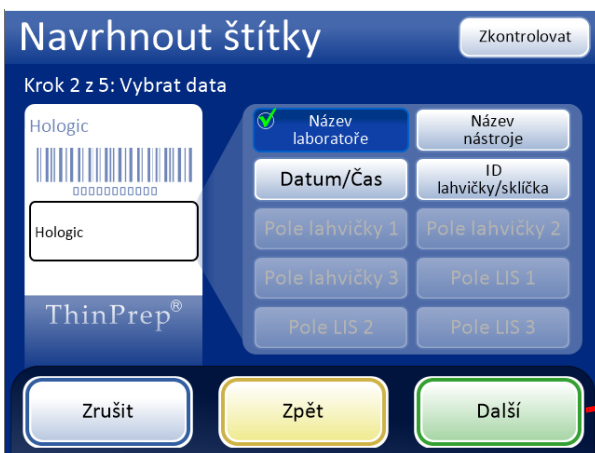 Navrhnout štítky
Zkontrolovat
Krok 2 z 5: Vybrat data
Hologic
00000000000
Hologic
ThinPrep®
Název
laboratoře
Název
nástroje
Datum/Čas
ID
lahvičky/sklíčka
Pole lahvičky 1
Pole lahvičky 2
Pole lahvičky 3
Pole LIS 1
Pole LIS 2
Pole LIS 3
Zrušit
Zpět
Další